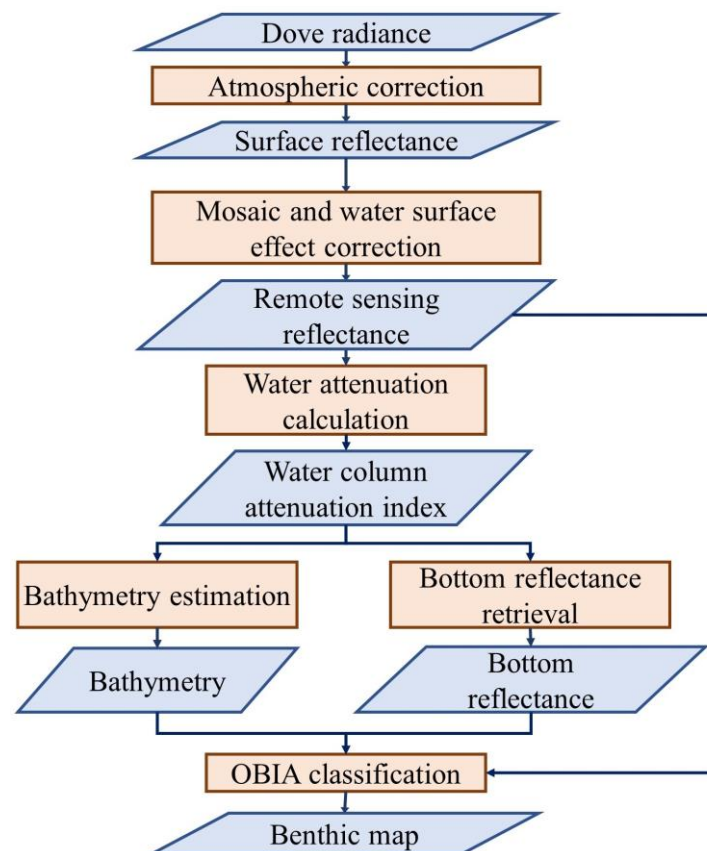 Dove radiance
Atmospheric correction
Surface reflectance
Mosaic and water surface
effect correction
Remote sensing
reflectance
Water attenuation
calculation
Water column
attenuation index
Bathymetry estimation
Bottom reflectance
retrieval
Bathymetry
Bottom
reflectance
OBIA classification
Benthic map